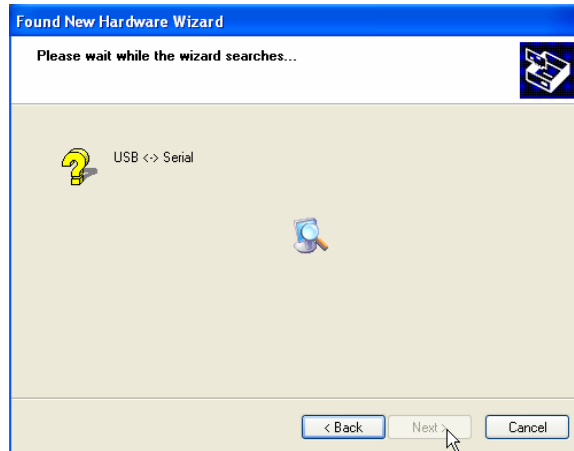 Found New Hardware Wizard
Please wait while the wizard searches...
USB <-> Serial
< Back
Next >
Cancel